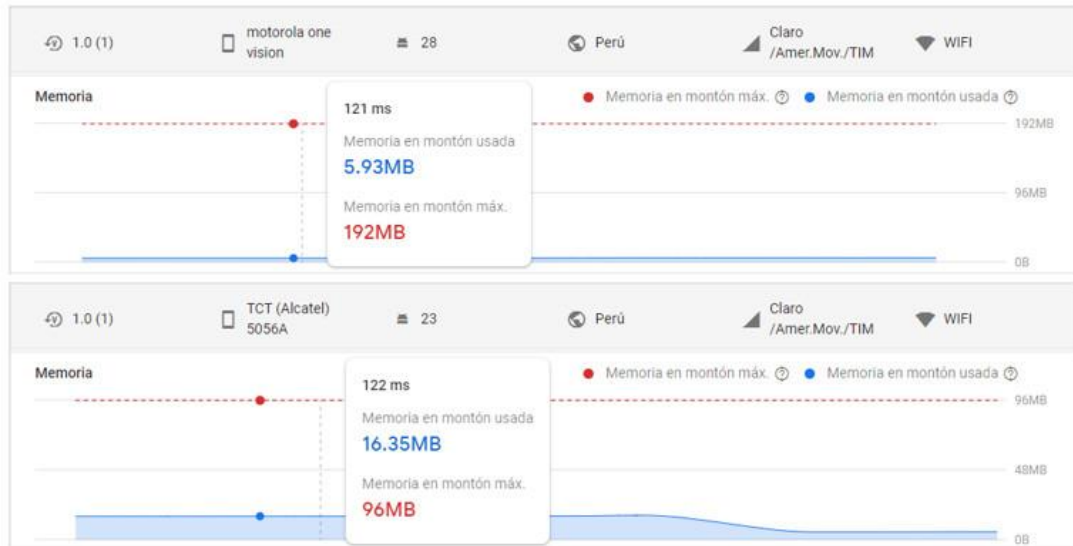 1.0 (1)
motorola one
vision
28
Perú
Claro
/Amer.Mov./TIM
WIFI
Memoria
Memoria en montón máx.
Memoria en montón usada
121 ms
Memoria en montón usada
5.93MB
Memoria en montón máx.
192MB
192MB
96MB
0B
1.0 (1)
TCT (Alcatel)
5056A
23
Perú
Claro
/Amer.Mov./TIM
WIFI
Memoria
Memoria en montón máx.
Memoria en montón usada
122 ms
Memoria en montón usada
16.35MB
Memoria en montón máx.
96MB
96MB
48MB
0B